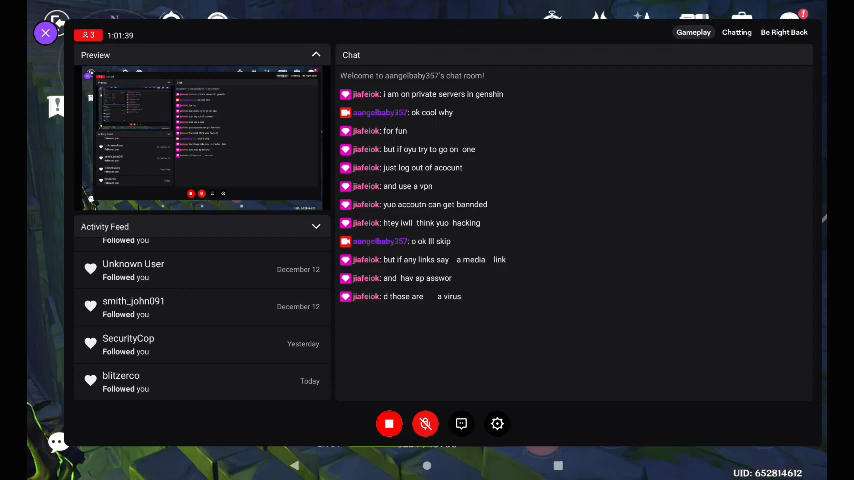 3 1:01:39
Gameplay Chatting Be Right Back
Preview
Chat
Welcome to aangelbaby357's chat room!
jiafeiok: i am on private servers in genshin
aangelbaby357: ok cool why
jiafeiok: for fun
jiafeiok: but if oyu try to go on one
jiafeiok: just log out of acocunt
jiafeiok: and use a vpn
jiafeiok: yuo accoutn can get bannded
jiafeiok: htey iwll think yuo hacking
aangelbaby357: o ok Ill skip
jiafeiok: but if any links say a media link
jiafeiok: and hav ap asswor
jiafeiok: d those are a virus
Activity Feed
Followed you
Unknown User
Followed you
December 12
smith_john091
Followed you
December 12
SecurityCop
Followed you
Yesterday
blitzerco
Followed you
Today
UID: 652814612